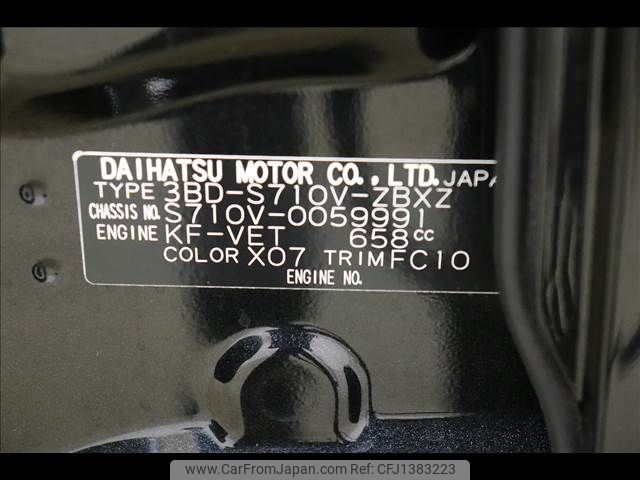 DAIHATSU MOTOR CO., LTD. JAPA
TYPE 3BD-S710V-ZBXZ
CHASSIS NO. S710V-0059991
ENGINE KF-VET 658cc
COLOR X07 TRIM FC10
ENGINE NO.
www.CarFromJapan.com - CFJ1383223